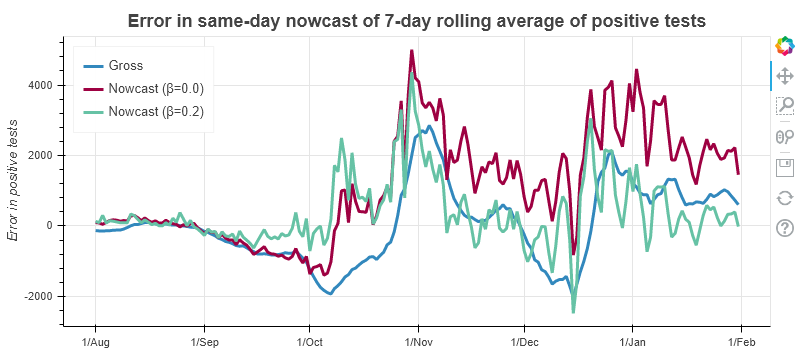 Error in same-day nowcast of 7-day rolling average of positive tests
Gross
Nowcast (β=0.0)
Nowcast (β=0.2)
Error in positive tests
4000
2000
0
-2000
1/Aug
1/Sep
1/Oct
1/Nov
1/Dec
1/Jan
1/Feb